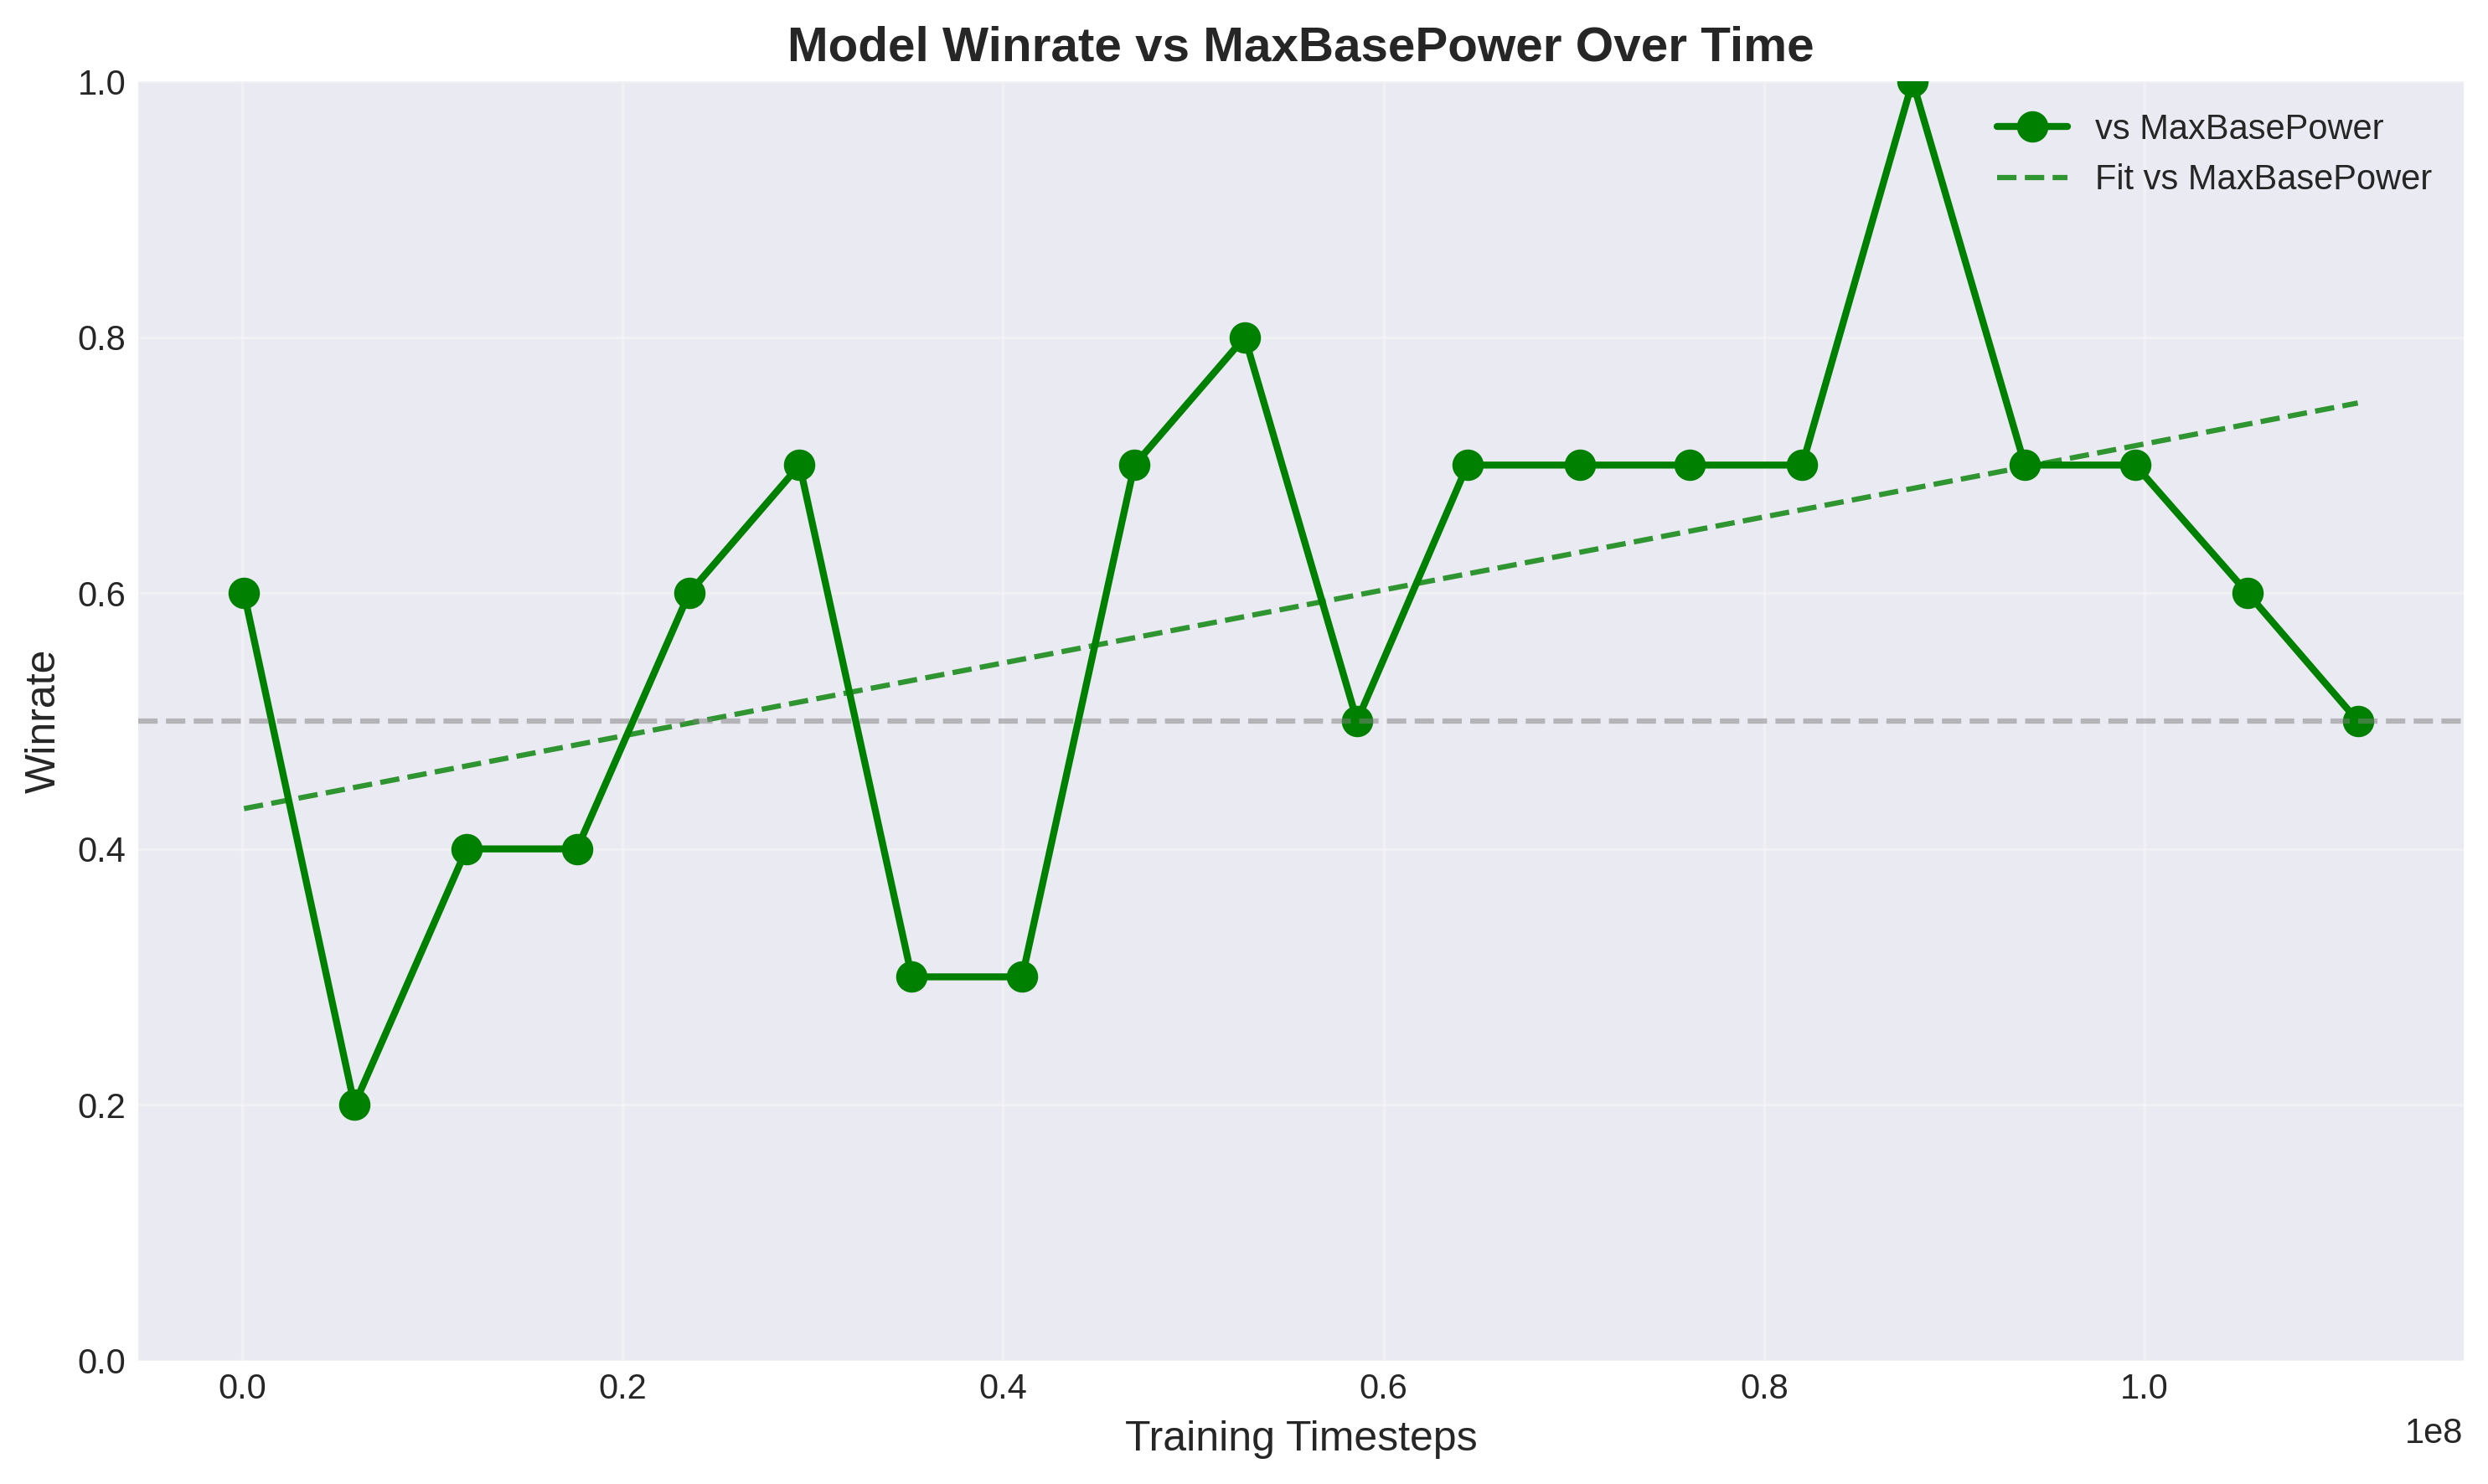 Model Winrate vs MaxBasePower Over Time
1.0
0.8
0.6
0.4
0.2
0.0
Winrate
vs MaxBasePower
Fit vs MaxBasePower
0.0 0.2 0.4 0.6 0.8 1.0
1e8
Training Timesteps